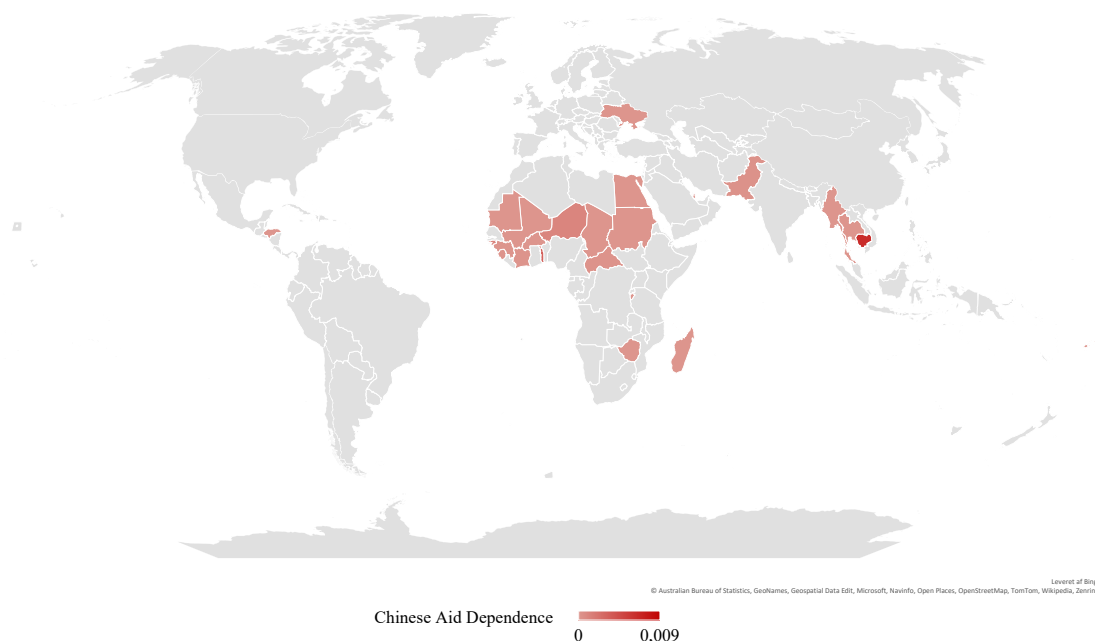 Leveret af Bing
© Australian Bureau of Statistics, GeoNames, Geospatial Data Edit, Microsoft, Navinfo, Open Places, OpenStreetMap, TomTom, Wikipedia, Zenrin
Chinese Aid Dependence
0 0,009